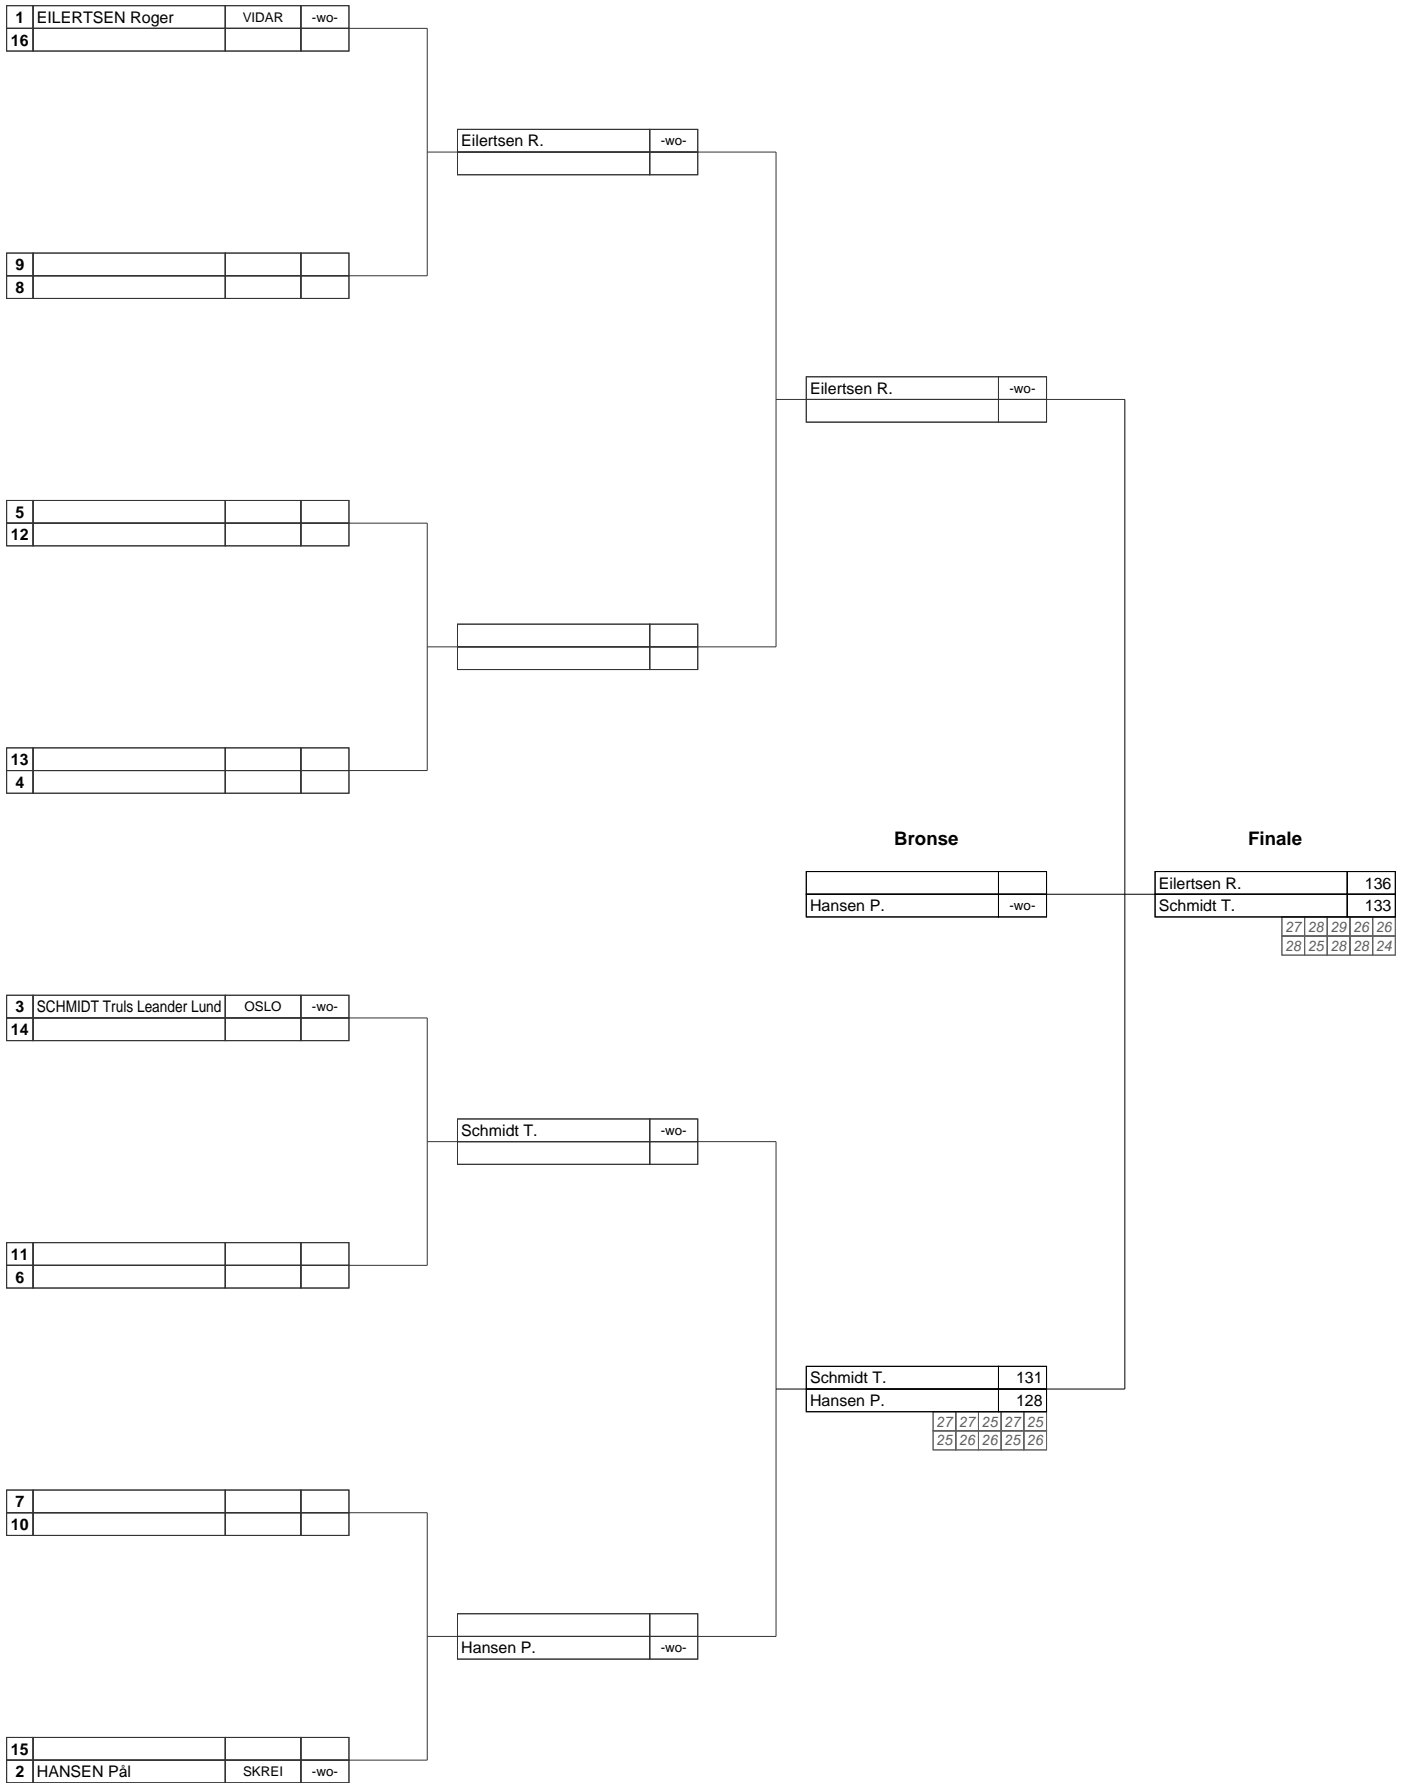 1 EILERTSEN Roger VIDAR -wo-
16
Eilertsen R. -wo-
9
8
Eilertsen R. -wo-
5
12
13
4
Bronse Finale
Eilertsen R. 136
Hansen P. -wo- Schmidt T. 133
27 28 29 26 26
28 25 28 28 24
3 SCHMIDT Truls Leander Lund OSLO -wo-
14
Schmidt T. -wo-
11
6
Schmidt T. 131
Hansen P. 128
27 27 25 27 25
25 26 26 25 26
7
10
Hansen P. -wo-
15
2 HANSEN Pål SKREI -wo-